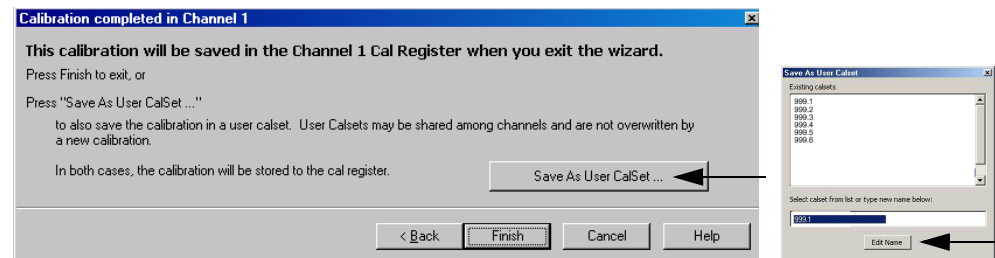 Calibration completed in Channel 1
This calibration will be saved in the Channel 1 Cal Register when you exit the wizard.
Press Finish to exit, or
Press "Save As User CalSet ..."
to also save the calibration in a user calset. User Calsets may be shared among channels and are not overwritten by
a new calibration.
In both cases, the calibration will be stored to the cal register.
Save As User CalSet ...
< Back
Finish
Cancel
Help
Save As User Calset
Existing calsets
999.1
999.2
999.3
999.4
999.5
999.6
Select calset from list or type new name below:
999.1
Edit Name